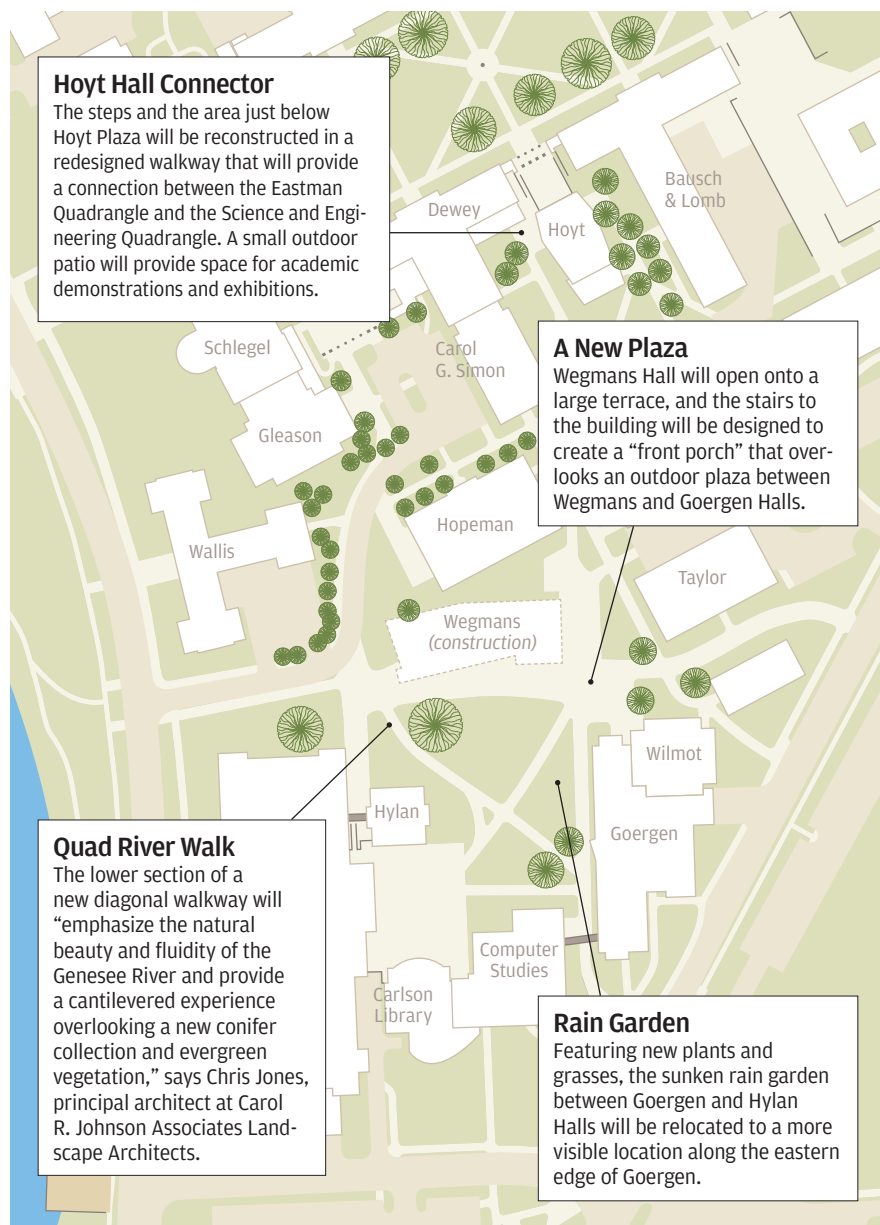 Hoyt Hall Connector
The steps and the area just below
Hoyt Plaza will be reconstructed in a
redesigned walkway that will provide
a connection between the Eastman
Quadrangle and the Science and Engi-
neering Quadrangle. A small outdoor
patio will provide space for academic
demonstrations and exhibitions.
Dewey
Hoyt
Bausch
& Lomb
Schlegel
Carol
G. Simon
Gleason
A New Plaza
Wegmans Hall will open onto a
large terrace, and the stairs to
the building will be designed to
create a “front porch” that over-
looks an outdoor plaza between
Wegmans and Goergen Halls.
Hopeman
Wallis
Taylor
Wegmans
(construction)
Wilmot
Hylan
Goergen
Quad River Walk
The lower section of a
new diagonal walkway will
“emphasize the natural
beauty and fluidity of the
Genesee River and provide
a cantilevered experience
overlooking a new conifer
collection and evergreen
vegetation,” says Chris Jones,
principal architect at Carol
R. Johnson Associates Land-
scape Architects.
Computer
Studies
Carlson
Library
Rain Garden
Featuring new plants and
grasses, the sunken rain garden
between Goergen and Hylan
Halls will be relocated to a more
visible location along the eastern
edge of Goergen.